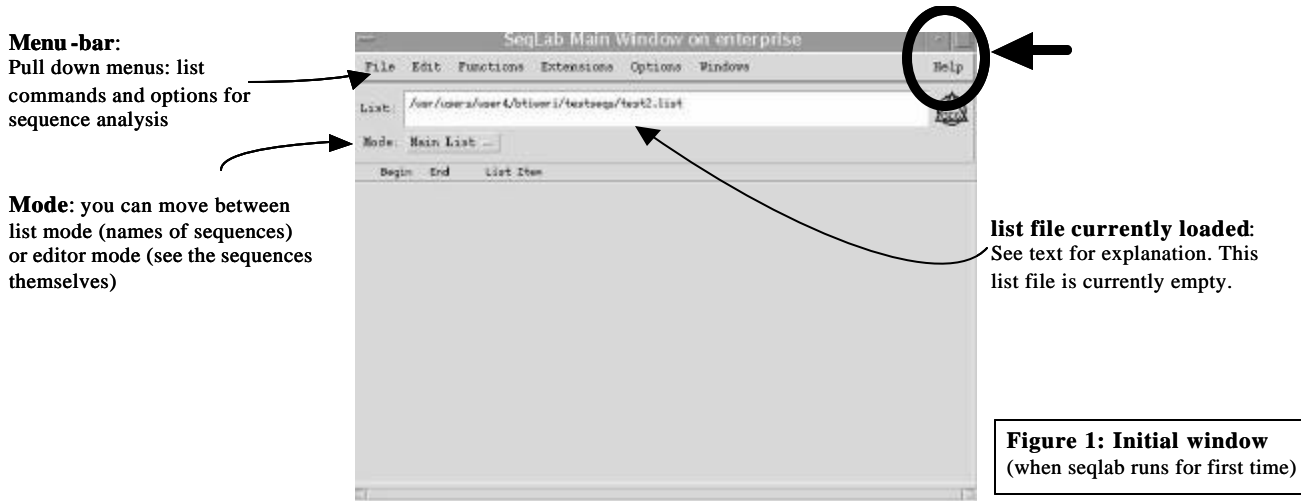 Menu-bar:
Pull down menus: list
commands and options for
sequence analysis
Mode: you can move between
list mode (names of sequences)
or editor mode (see the sequences
themselves)
SeqLab Main Window on enterprise
File Edit Functions Extensions Options Windows Help
List: /usr/users/user4/btiwari/testseqs/test2.list
Mode: Main List
Begin End List Item
list file currently loaded:
See text for explanation. This
list file is currently empty.
Figure 1: Initial window
(when seqlab runs for first time)